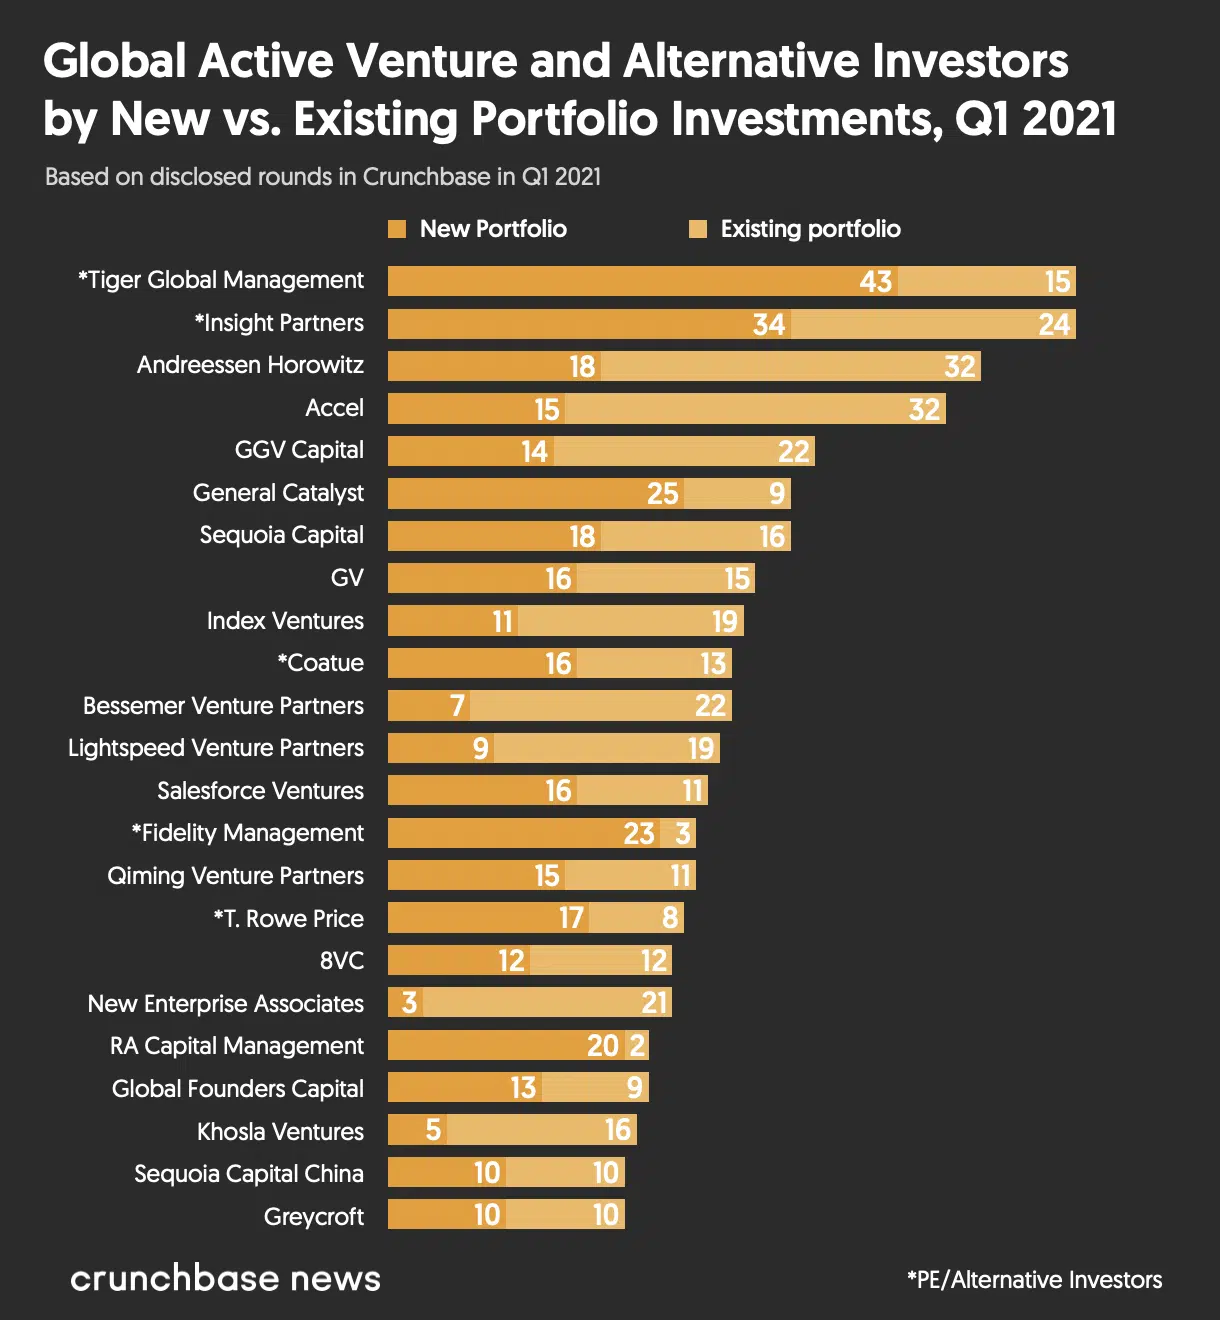 Global Active Venture and Alternative Investors
by New vs. Existing Portfolio Investments, Q1 2021
Based on disclosed rounds in Crunchbase in Q1 2021
New Portfolio Existing portfolio
*Tiger Global Management 43 15
*Insight Partners 34 24
Andreessen Horowitz 18 32
Accel 15 32
GGV Capital 14 22
General Catalyst 25 9
Sequoia Capital 18 16
GV 16 15
Index Ventures 11 19
*Coatue 16 13
Bessemer Venture Partners 7 22
Lightspeed Venture Partners 9 19
Salesforce Ventures 16 11
*Fidelity Management 23 3
Qiming Venture Partners 15 11
*T. Rowe Price 17 8
8VC 12 12
New Enterprise Associates 3 21
RA Capital Management 20 2
Global Founders Capital 13 9
Khosla Ventures 5 16
Sequoia Capital China 10 10
Greycroft 10 10
crunchbase news *PE/Alternative Investors